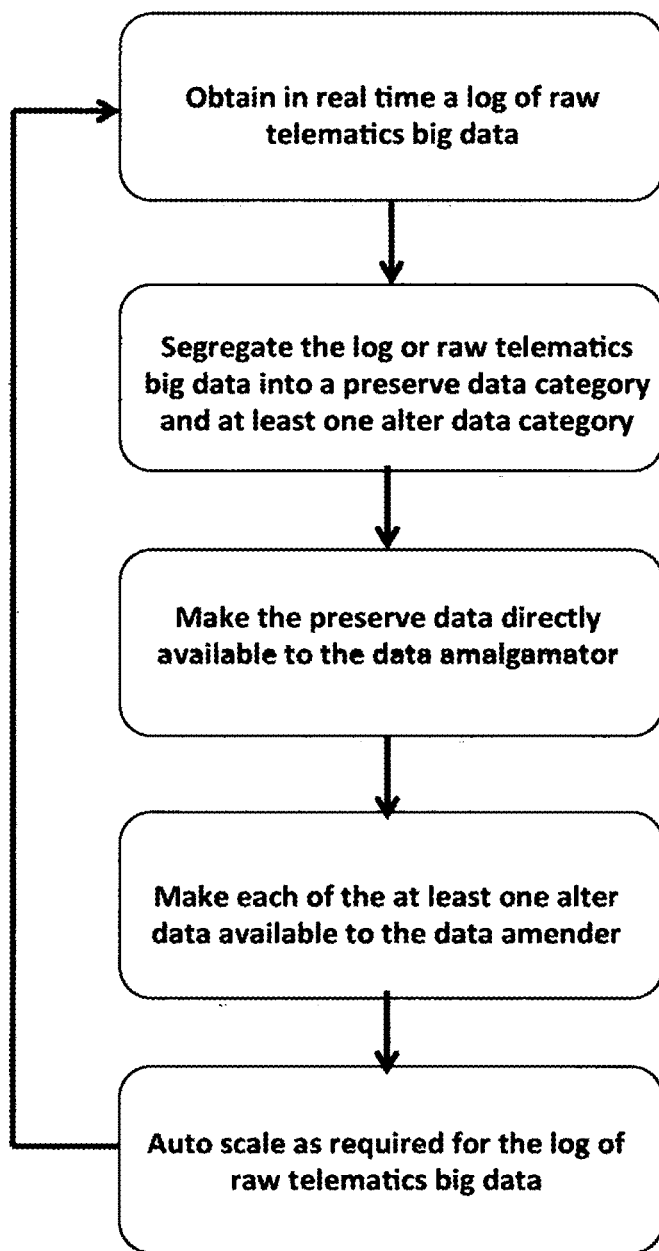 Obtain in real time a log of raw
telematics big data
Segregate the log or raw telematics
big data into a preserve data category
and at least one alter data category
Make the preserve data directly
available to the data amalgamator
Make each of the at least one alter
data available to the data amender
Auto scale as required for the log of
raw telematics big data